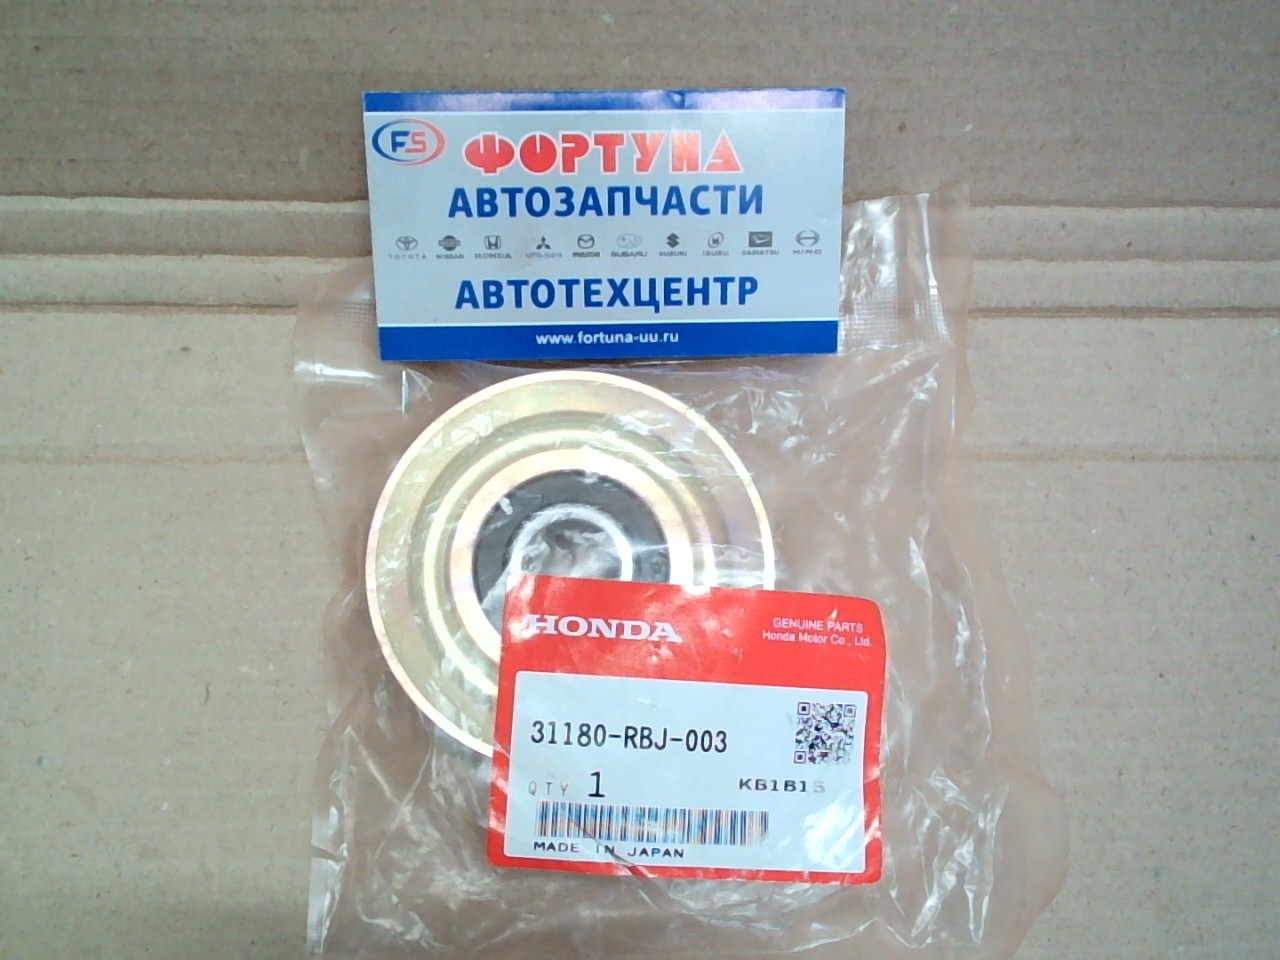 FS ФОРТУНА
АВТОЗАПЧАСТИ
TOYOTA NISSAN HONDA MITSUBISHI MAZDA SUBARU SUZUKI ISUZU DAIHATSU HINO
АВТОТЕХЦЕНТР
www.fortuna-uu.ru
HONDA
GENUINE PARTS
Honda Motor Co., Ltd.
31180-RBJ-003
QTY 1
KB1B15
MADE IN JAPAN